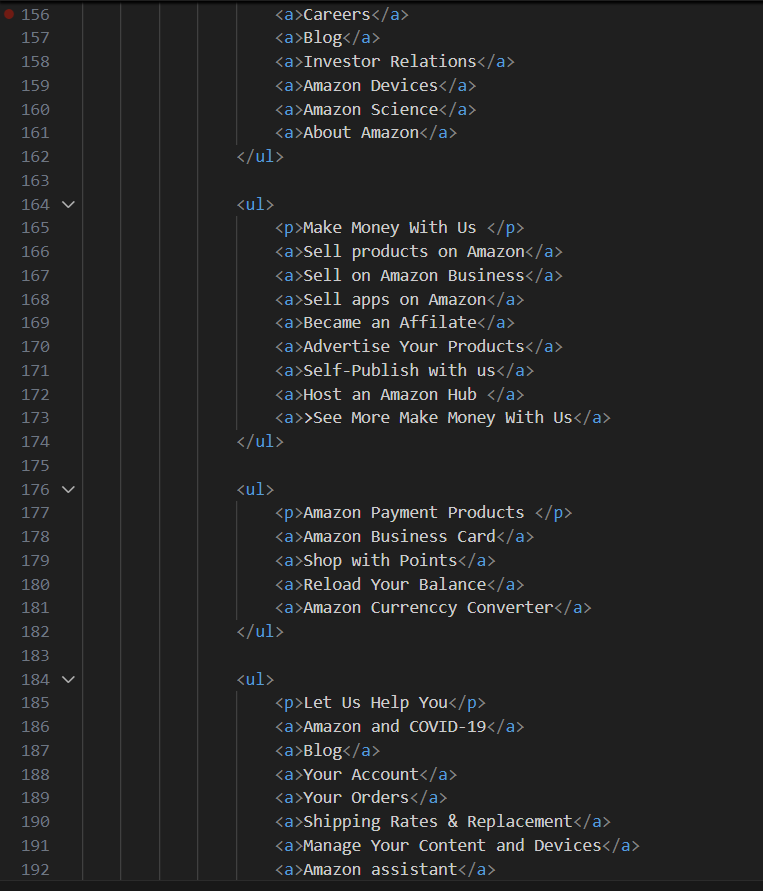 156 <a>Careers</a>
157 <a>Blog</a>
158 <a>Investor Relations</a>
159 <a>Amazon Devices</a>
160 <a>Amazon Science</a>
161 <a>About Amazon</a>
162 </ul>
163
164 <ul>
165 <p>Make Money With Us </p>
166 <a>Sell products on Amazon</a>
167 <a>Sell on Amazon Business</a>
168 <a>Sell apps on Amazon</a>
169 <a>Became an Affilate</a>
170 <a>Advertise Your Products</a>
171 <a>Self-Publish with us</a>
172 <a>Host an Amazon Hub </a>
173 <a>>See More Make Money With Us</a>
174 </ul>
175
176 <ul>
177 <p>Amazon Payment Products </p>
178 <a>Amazon Business Card</a>
179 <a>Shop with Points</a>
180 <a>Reload Your Balance</a>
181 <a>Amazon Currenccy Converter</a>
182 </ul>
183
184 <ul>
185 <p>Let Us Help You</p>
186 <a>Amazon and COVID-19</a>
187 <a>Blog</a>
188 <a>Your Account</a>
189 <a>Your Orders</a>
190 <a>Shipping Rates & Replacement</a>
191 <a>Manage Your Content and Devices</a>
192 <a>Amazon assistant</a>